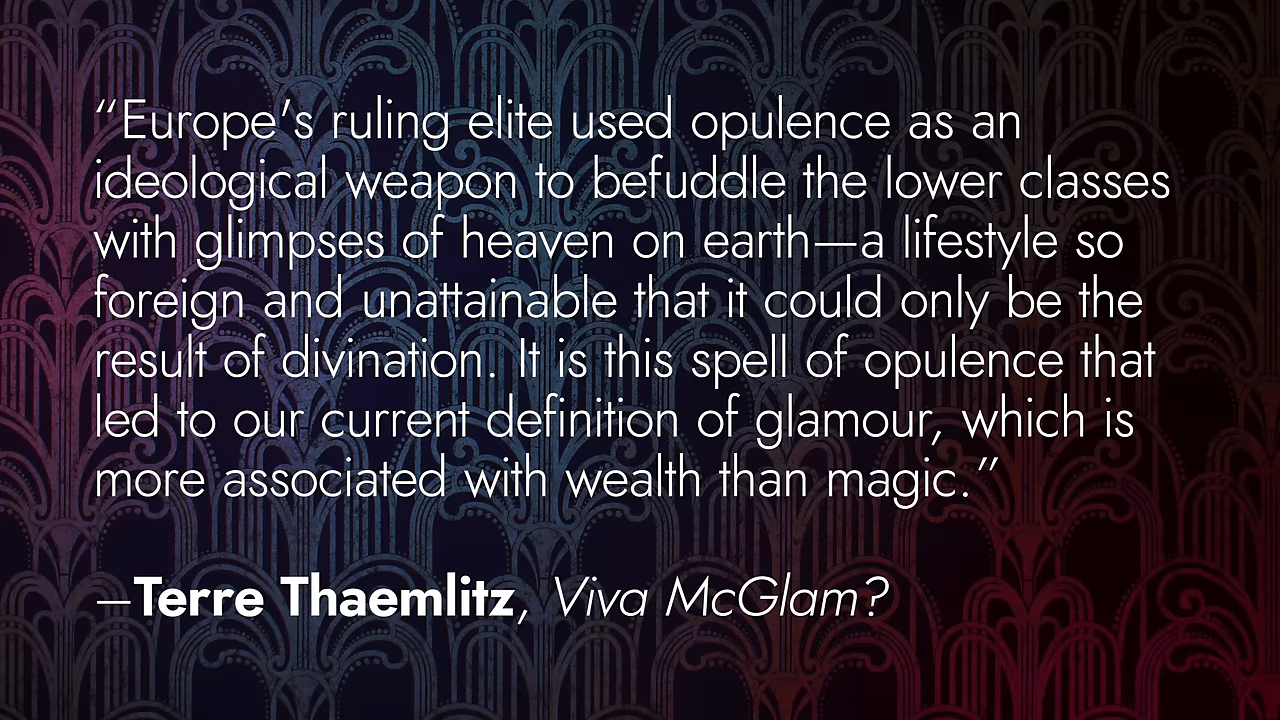 “Europe’s ruling elite used opulence as an
ideological weapon to befuddle the lower classes
with glimpses of heaven on earth—a lifestyle so
foreign and unattainable that it could only be the
result of divination. It is this spell of opulence that
led to our current definition of glamour, which is
more associated with wealth than magic.”
—Terre Thaemlitz, Viva McGlam?